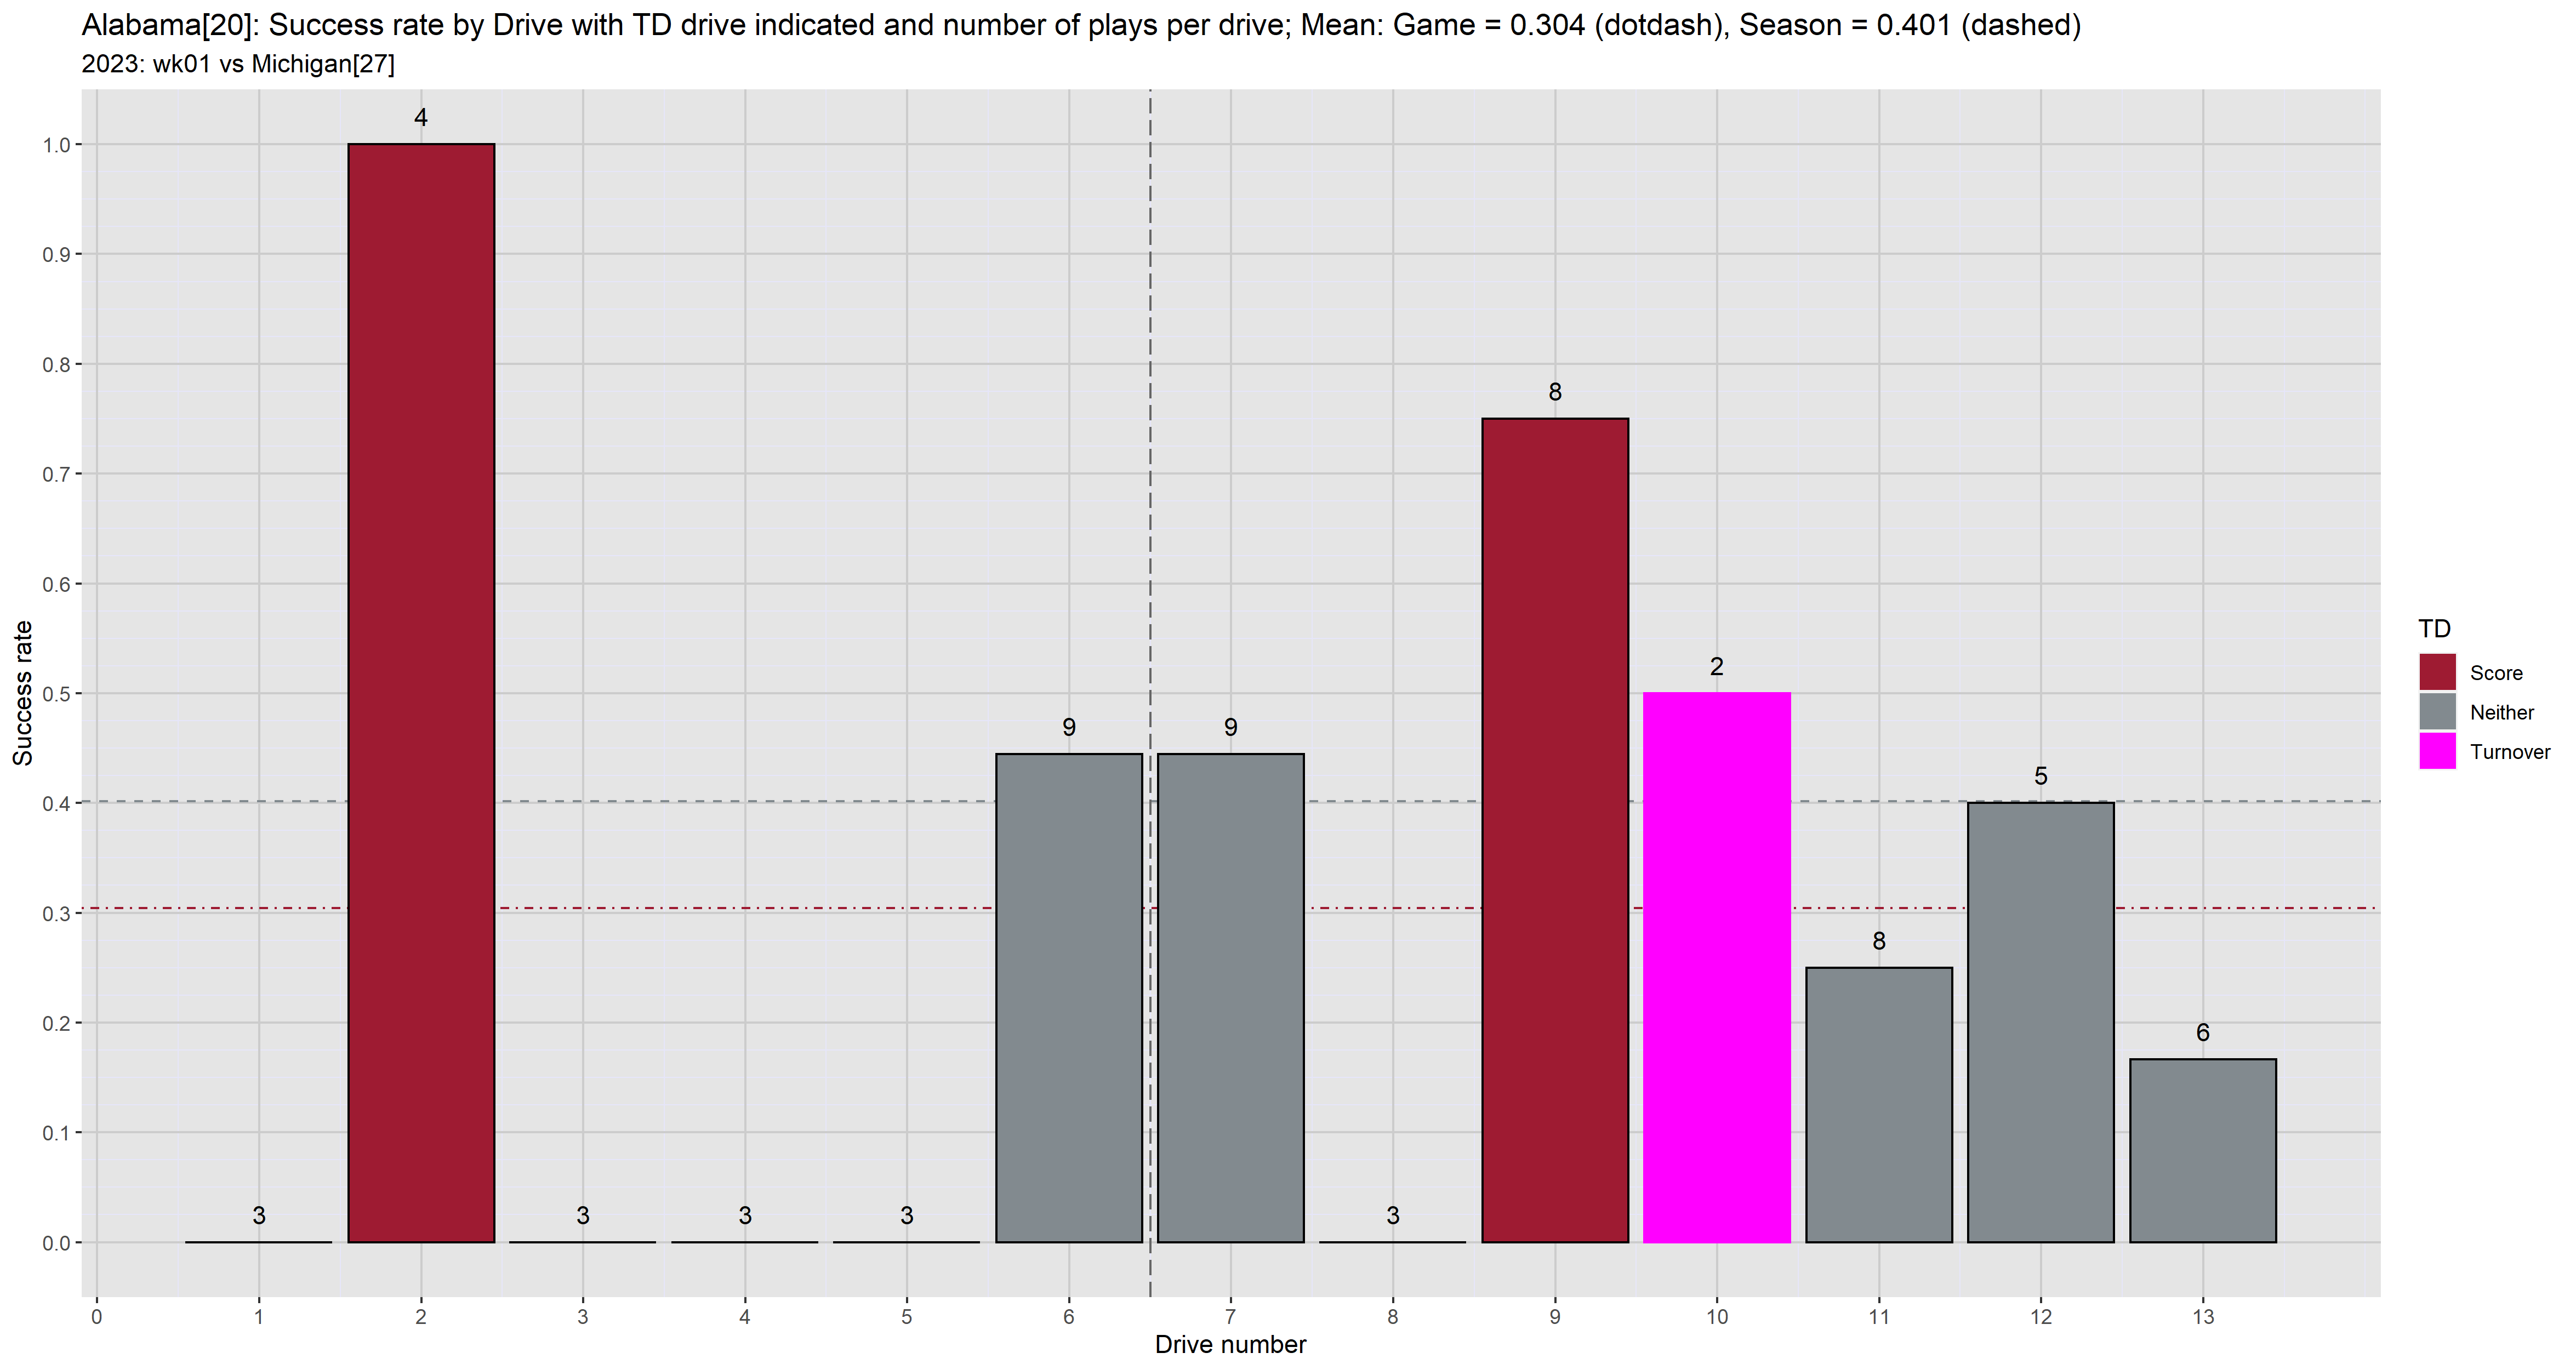 Alabama[20]: Success rate by Drive with TD drive indicated and number of plays per drive; Mean: Game = 0.304 (dotdash), Season = 0.401 (dashed)
2023: wk01 vs Michigan[27]
Success rate
1.0
0.9
0.8
0.7
0.6
0.5
0.4
0.3
0.2
0.1
0.0
3
4
3
3
3
9
9
3
8
2
8
5
6
0 1 2 3 4 5 6 7 8 9 10 11 12 13
Drive number
TD
Score
Neither
Turnover